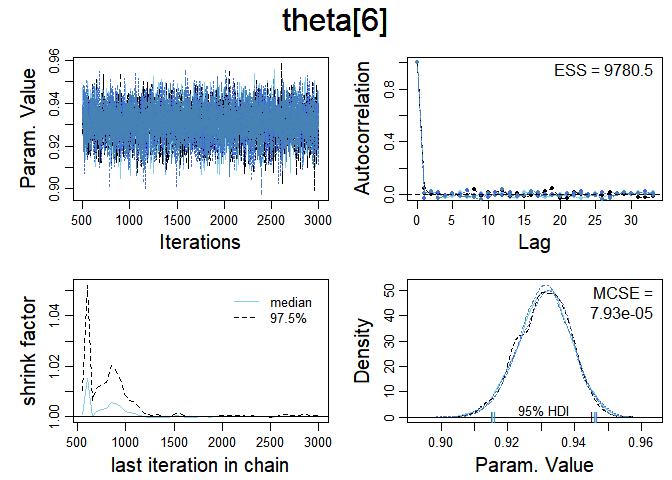 theta[6]
Param. Value
0.90 0.92 0.94 0.96
500 1000 1500 2000 2500 3000
Iterations
Autocorrelation
0.0 0.4 0.8
ESS = 9780.5
0 5 10 15 20 25 30
Lag
shrink factor
1.00 1.02 1.04
median
97.5%
500 1000 1500 2000 2500 3000
last iteration in chain
Density
0 10 20 30 40 50
MCSE =
7.93e-05
95% HDI
0.90 0.92 0.94 0.96
Param. Value